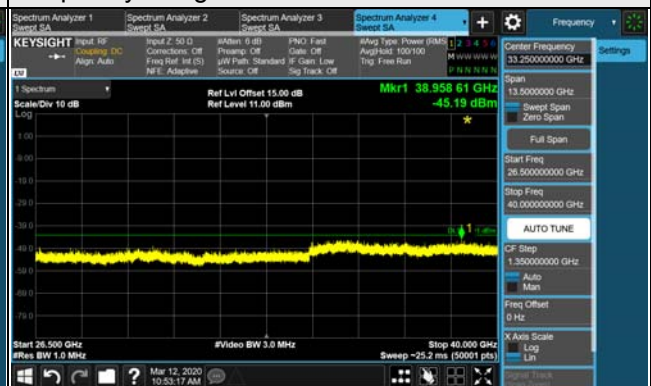 Spectrum Analyzer 1
Swept SA
Spectrum Analyzer 2
Swept SA
Spectrum Analyzer 3
Swept SA
Spectrum Analyzer 4
Swept SA
Frequency
Settings
KEYSIGHT
Input: RF
Coupling: DC
Align: Auto
Input Z: 50 Ω
Corrections: Off
Freq Ref: Int (S)
NFE: Adaptive
#Atten: 6 dB
Preamp: Off
µW Path: Standard
Source: Off
PNO: Fast
Gate: Off
IF Gain: Low
Sig Track: Off
#Avg Type: Power (RMS
Avg|Hold: 100/100
Trig: Free Run
1 2 3 4 5 6
M W W W W W
P N N N N N
LXI
1 Spectrum
Scale/Div 10 dB
Log
Ref Lvl Offset 15.00 dB
Ref Level 11.00 dBm
Mkr1 38.958 61 GHz
-45.19 dBm
1.00
-9.00
-19.0
-29.0
-39.0
-49.0
-59.0
-69.0
-79.0
1
Start 26.500 GHz
#Res BW 1.0 MHz
#Video BW 3.0 MHz
Stop 40.000 GHz
Sweep ~25.2 ms (50001 pts)
Center Frequency
33.250000000 GHz
Span
13.5000000 GHz
Swept Span
Zero Span
Full Span
Start Freq
26.500000000 GHz
Stop Freq
40.000000000 GHz
AUTO TUNE
CF Step
1.350000000 GHz
Auto
Man
Freq Offset
0 Hz
X Axis Scale
Log
Lin
Signal Track
Mar 12, 2020
10:53:17 AM